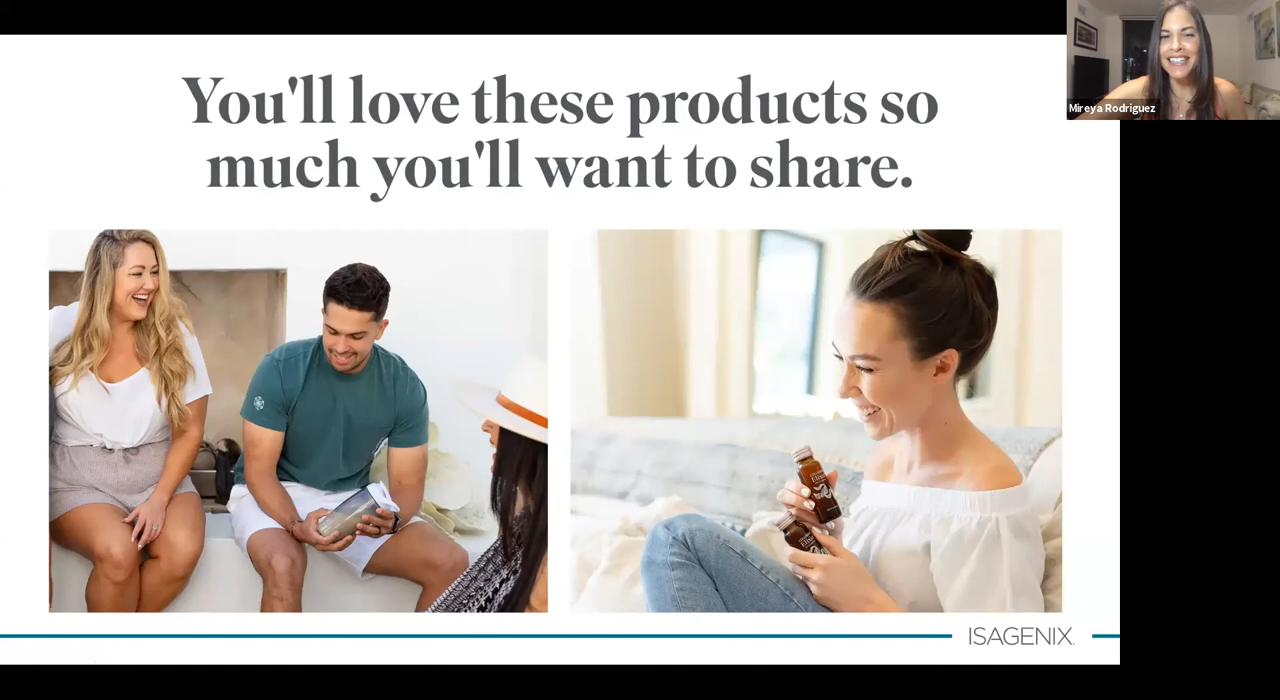 You'll love these products so
much you'll want to share.
Mireya Rodriguez
ISAGENIX.